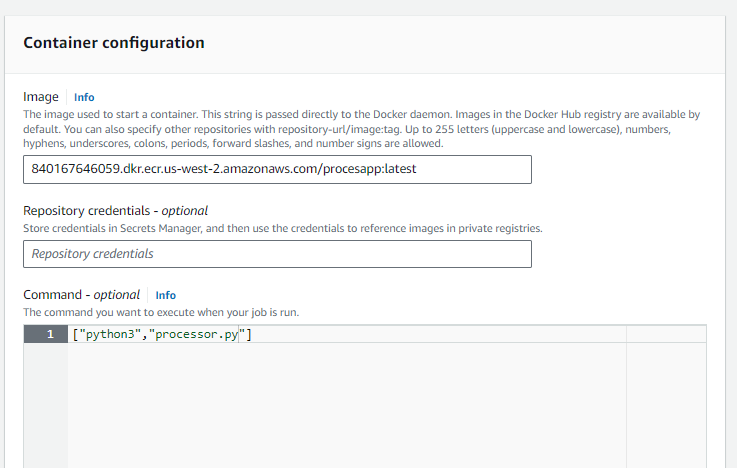 Container configuration
Image Info
The image used to start a container. This string is passed directly to the Docker daemon. Images in the Docker Hub registry are available by
default. You can also specify other repositories with repository-url/image:tag. Up to 255 letters (uppercase and lowercase), numbers,
hyphens, underscores, colons, periods, forward slashes, and number signs are allowed.
840167646059.dkr.ecr.us-west-2.amazonaws.com/procesapp:latest
Repository credentials - optional
Store credentials in Secrets Manager, and then use the credentials to reference images in private registries.
Repository credentials
Command - optional Info
The command you want to execute when your job is run.
1 ["python3","processor.py"]